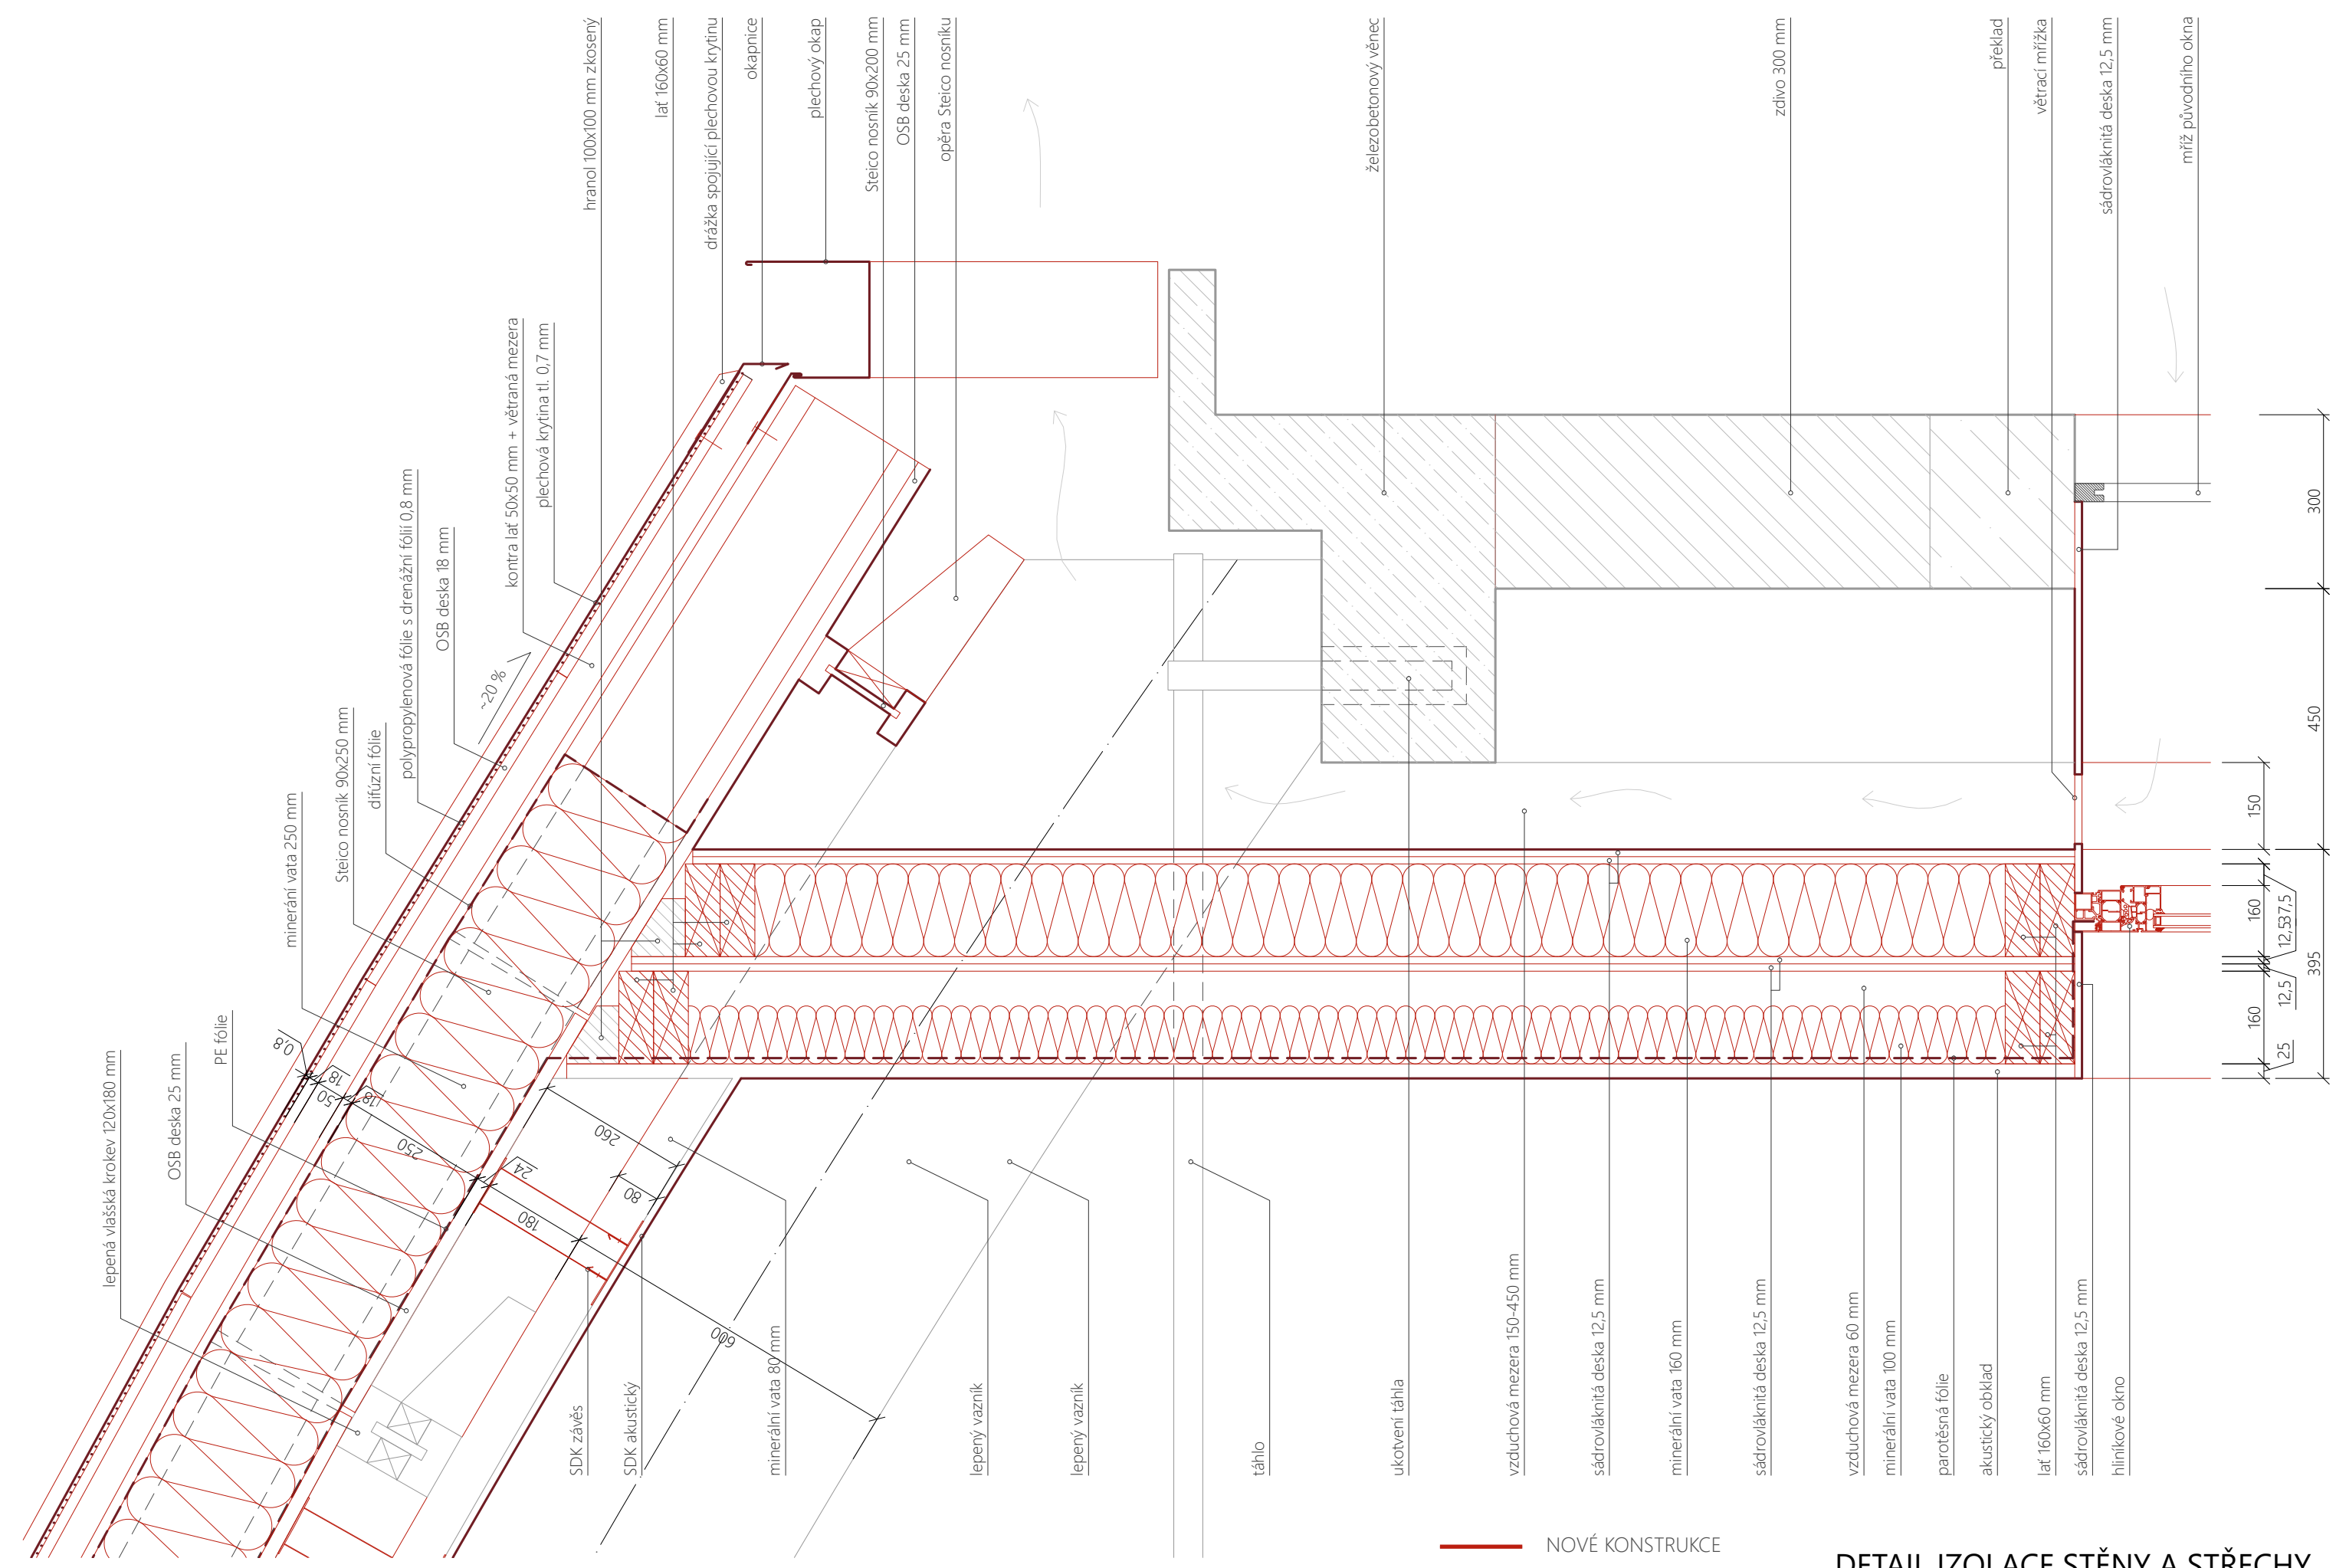 hranol 100x100 mm zkosený
lať 160x60 mm
drážka spojující plechovou krytinu
okapnice
plechový okap
Steico nosník 90x200 mm
OSB deska 25 mm
opěra Steico nosníku
železobetonový věnec
zdivo 300 mm
překlad
větrací mřížka
sádrovláknitá deska 12,5 mm
mříž původního okna
lepená vlašská krokev 120x180 mm
OSB deska 25 mm
PE fólie
minerání vata 250 mm
Steico nosník 90x250 mm
difúzní fólie
polypropylenová fólie s drenážní fólií 0,8 mm
OSB deska 18 mm
kontra lať 50x50 mm + větraná mezera
plechová krytina tl. 0,7 mm
~20 %
0,8
18
50
18
250
24
180
260
80
600
300
450
150
395
160
37,5
12,5
12,5
160
25
SDK závěs
SDK akustický
minerální vata 80 mm
lepený vazník
lepený vazník
táhlo
ukotvení táhla
vzduchová mezera 150-450 mm
sádrovláknitá deska 12,5 mm
minerální vata 160 mm
sádrovláknitá deska 12,5 mm
vzduchová mezera 60 mm
minerální vata 100 mm
parotěsná fólie
akustický obklad
lať 160x60 mm
sádrovláknitá deska 12,5 mm
hliníkové okno
NOVÉ KONSTRUKCE
DETAIL IZOLACE STĚNY A STŘECHY